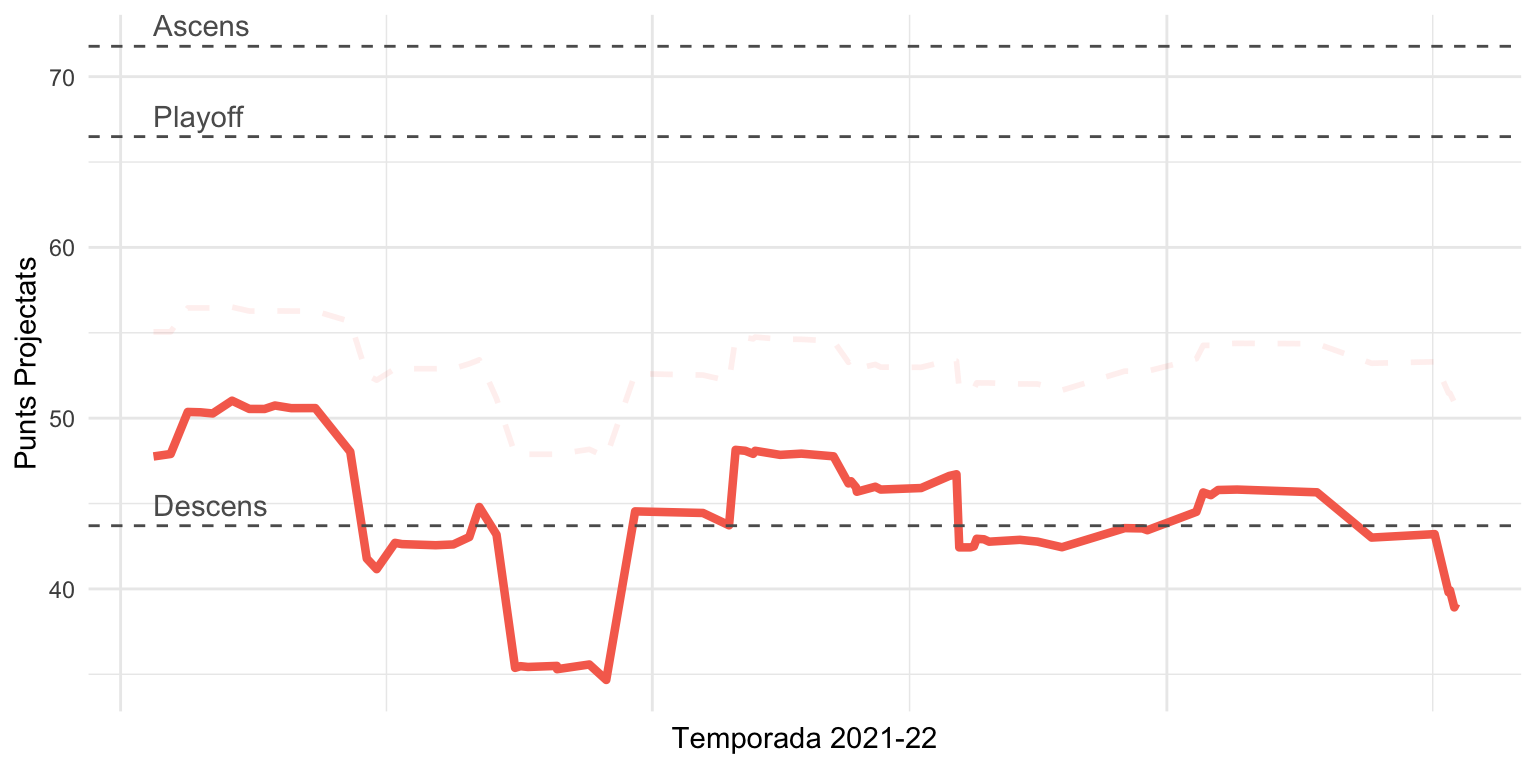 Ascens
70
Playoff
60
Punts Projectats
50
Descens
40
Temporada 2021-22